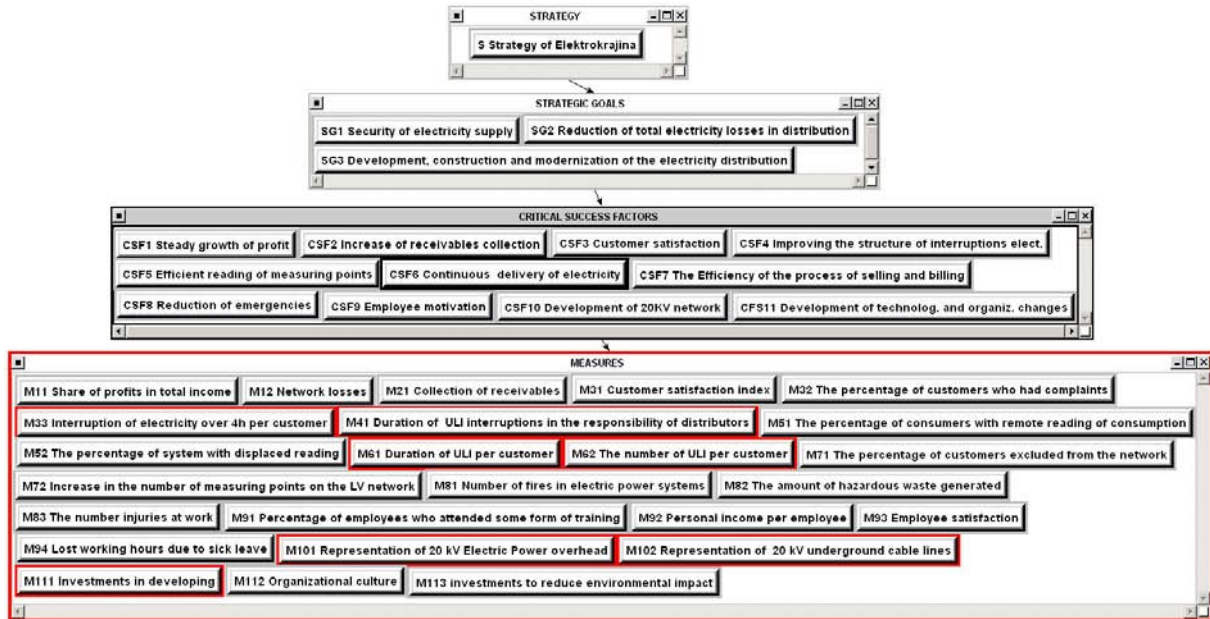 STRATEGY
S Strategy of Elektrokrajina
STRATEGIC GOALS
SG1 Security of electricity supply SG2 Reduction of total electricity losses in distribution
SG3 Development, construction and modernization of the electricity distribution
CRITICAL SUCCESS FACTORS
CSF1 Steady growth of profit CSF2 Increase of receivables collection CSF3 Customer satisfaction CSF4 Improving the structure of interruptions elect.
CSF5 Efficient reading of measuring points CSF6 Continuous delivery of electricity CSF7 The Efficiency of the process of selling and billing
CSF8 Reduction of emergencies CSF9 Employee motivation CSF10 Development of 20KV network CFS11 Development of technolog. and organiz. changes
MEASURES
M11 Share of profits in total income M12 Network losses M21 Collection of receivables M31 Customer satisfaction index M32 The percentage of customers who had complaints
M33 Interruption of electricity over 4h per customer M41 Duration of ULI interruptions in the responsibility of distributors M51 The percentage of consumers with remote reading of consumption
M52 The percentage of system with displaced reading M61 Duration of ULI per customer M62 The number of ULI per customer M71 The percentage of customers excluded from the network
M72 Increase in the number of measuring points on the LV network M81 Number of fires in electric power systems M82 The amount of hazardous waste generated
M83 The number injuries at work M91 Percentage of employees who attended some form of training M92 Personal income per employee M93 Employee satisfaction
M94 Lost working hours due to sick leave M101 Representation of 20 kV Electric Power overhead M102 Representation of 20 kV underground cable lines
M111 Investments in developing M112 Organizational culture M113 investments to reduce environmental impact